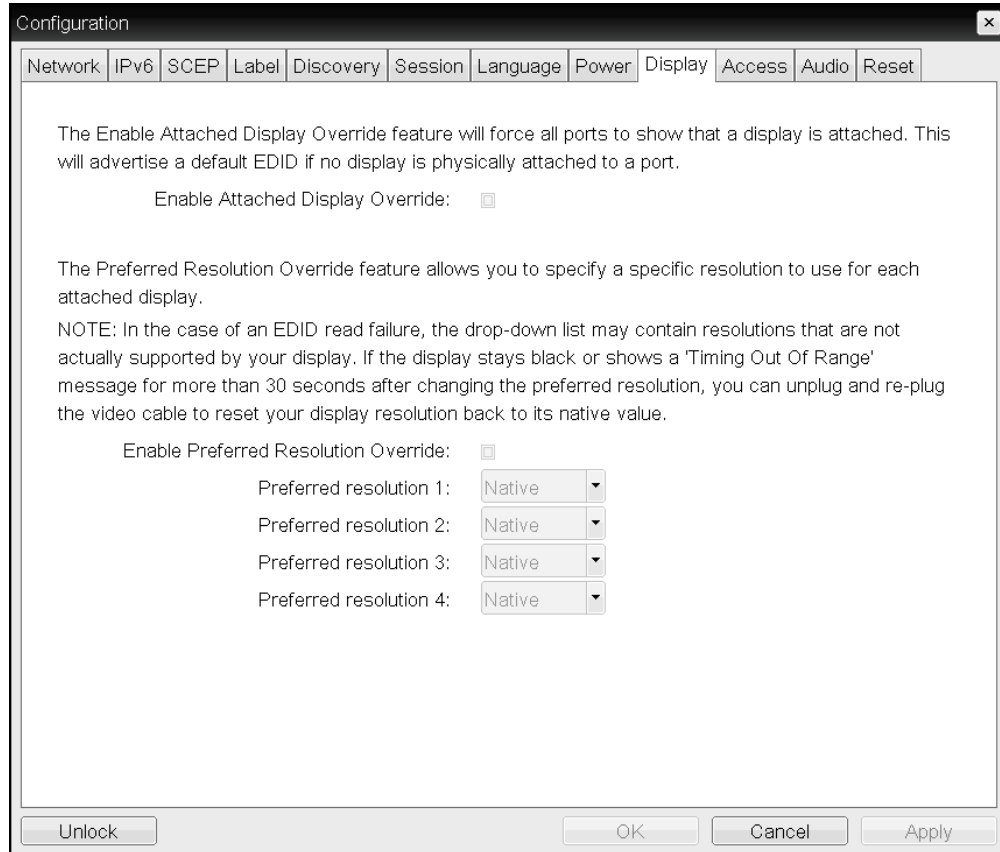 Configuration
Network IPv6 SCEP Label Discovery Session Language Power Display Access Audio Reset
The Enable Attached Display Override feature will force all ports to show that a display is attached. This
will advertise a default EDID if no display is physically attached to a port.
Enable Attached Display Override:
The Preferred Resolution Override feature allows you to specify a specific resolution to use for each
attached display.
NOTE: In the case of an EDID read failure, the drop-down list may contain resolutions that are not
actually supported by your display. If the display stays black or shows a 'Timing Out Of Range'
message for more than 30 seconds after changing the preferred resolution, you can unplug and re-plug
the video cable to reset your display resolution back to its native value.
Enable Preferred Resolution Override:
Preferred resolution 1: Native
Preferred resolution 2: Native
Preferred resolution 3: Native
Preferred resolution 4: Native
Unlock OK Cancel Apply